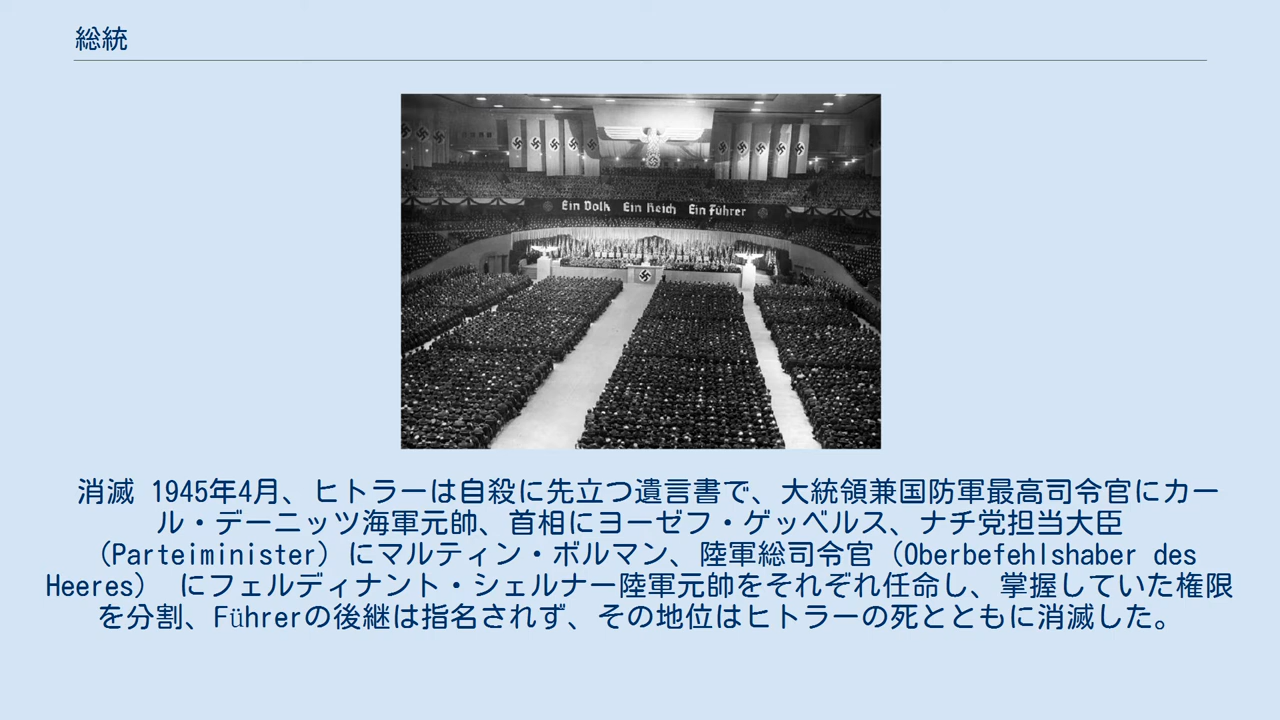 総統
Ein Volk Ein Reich Ein Führer
消滅 1945年4月、ヒトラーは自殺に先立つ遺言書で、大統領兼国防軍最高司令官にカー
ル・デーニッツ海軍元帥、首相にヨーゼフ・ゲッベルス、ナチ党担当大臣
（Parteiminister）にマルティン・ボルマン、陸軍総司令官（Oberbefehlshaber des
Heeres） にフェルディナント・シェルナー陸軍元帥をそれぞれ任命し、掌握していた権限
を分割、Führerの後継は指名されず、その地位はヒトラーの死とともに消滅した。